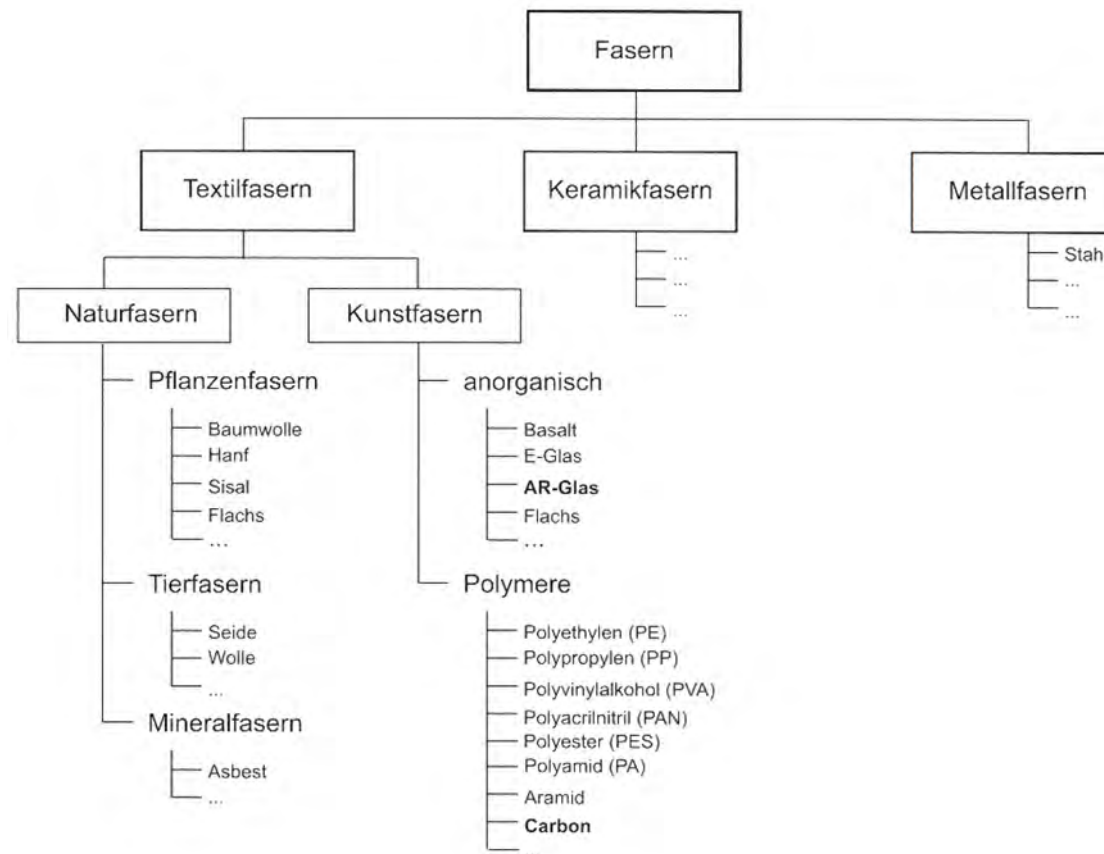 Fasern
Textilfasern
Keramikfasern
Metallfasern
...
...
...
Stah
...
...
Naturfasern
Kunstfasern
Pflanzenfasern
Baumwolle
Hanf
Sisal
Flachs
...
Tierfasern
Seide
Wolle
...
Mineralfasern
Asbest
...
anorganisch
Basalt
E-Glas
AR-Glas
Flachs
...
Polymere
Polyethylen (PE)
Polypropylen (PP)
Polyvinylalkohol (PVA)
Polyacrilnitril (PAN)
Polyester (PES)
Polyamid (PA)
Aramid
Carbon
...